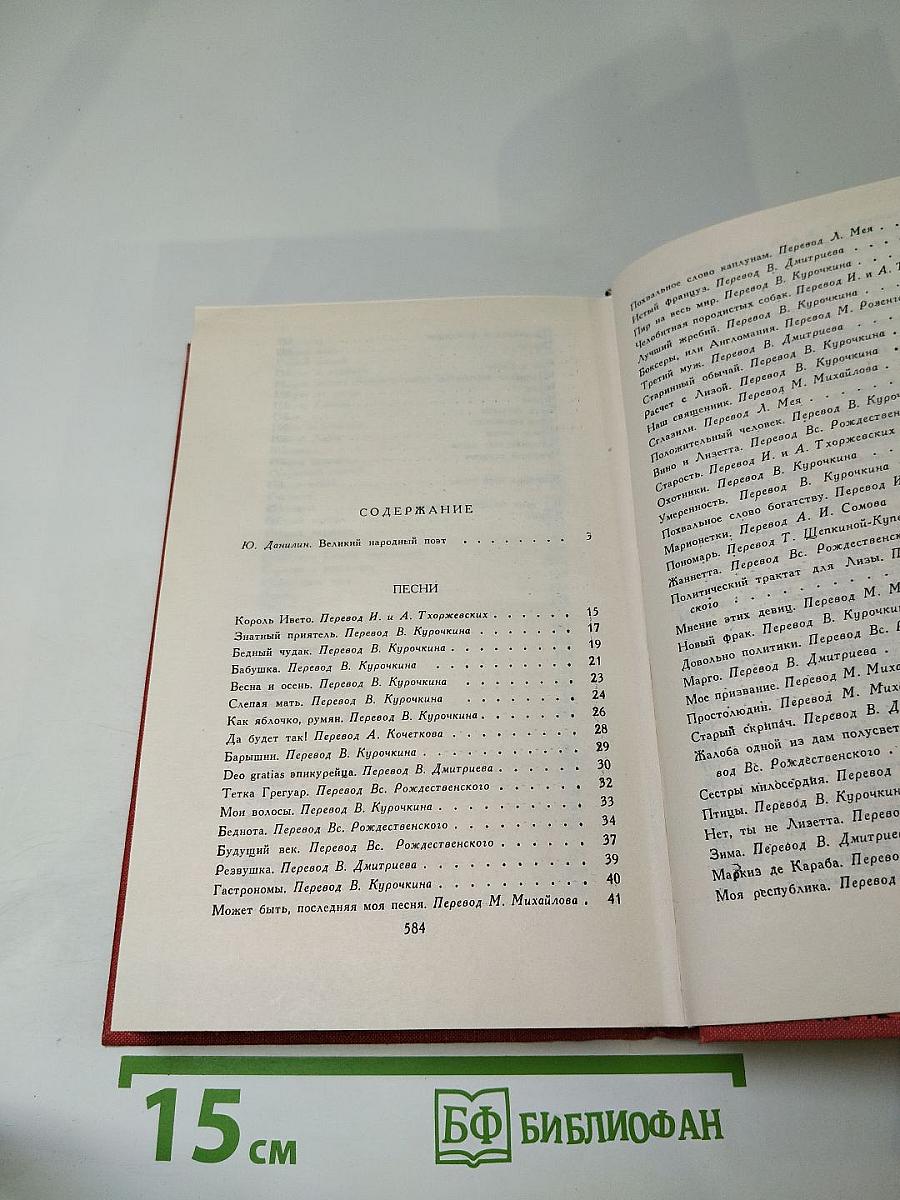 СОДЕРЖАНИЕ
Ю. Данилин. Великий народный поэт . . . . . . . . . 5
ПЕСНИ
Король Ивето. Перевод И. и А. Тхоржевских . . . . . . 15
Знатный приятель. Перевод В. Курочкина . . . . . . . 17
Бедный чудак. Перевод В. Курочкина . . . . . . . . . 19
Бабушка. Перевод В. Курочкина . . . . . . . . . 21
Весна и осень. Перевод В. Курочкина . . . . . . . 23
Слепая мать. Перевод В. Курочкина . . . . . . . 24
Как яблочко, румян. Перевод В. Курочкина . . . . . . . 26
Да будет так! Перевод А. Кочеткова . . . . . . . . . 28
Барышни. Перевод В. Курочкина . . . . . . . . . . 29
Deo gratias эпикурейца. Перевод В. Дмитриева . . . . . . 30
Тетка Грегуар. Перевод Вс. Рождественского . . . . . . 32
Мои волосы. Перевод В. Курочкина . . . . . . . . . 33
Беднота. Перевод Вс. Рождественского . . . . . . . . 34
Будущий век. Перевод Вс. Рождественского . . . . . . 37
Резвушка. Перевод В. Дмитриева . . . . . . . . . . 39
Гастрономы. Перевод В. Курочкина . . . . . . . . . 40
Может быть, последняя моя песня. Перевод М. Михайлова . 41
584
Похвальное слово каплунам. Перевод Л. Мея . .
Истый француз. Перевод В. Дмитриева . . . .
Пир на весь мир. Перевод В. Курочкина . . .
Челобитная породистых собак. Перевод И. и А. Т
Лучший жребий. Перевод В. Курочкина . . .
Боксеры, или Англомания. Перевод М. Розен
Третий муж. Перевод В. Дмитриева . . . .
Старинный обычай. Перевод В. Курочкина
Расчет с Лизой. Перевод В. Курочкина . .
Наш священник. Перевод М. Михайлова . .
Сглазили. Перевод Л. Мея . . . . . .
Положительный человек. Перевод В. Куроч
Вино и Лизетта. Перевод Вс. Рождествен
Старость. Перевод И. и А. Тхоржевских
Охотники. Перевод В. Курочкина . . .
Умеренность. Перевод В. Курочкина
Похвальное слово богатству. Перевод И
Марионетки. Перевод А. И. Сомова
Пономарь. Перевод Т. Щепкиной-Купе
Жаннетта. Перевод Вс. Рождественск
Политический трактат для Лизы. П
ского . . . . . . . .
Мнение этих девиц. Перевод М. М
Новый фрак. Перевод В. Курочкин
Довольно политики. Перевод Вс. Р
Марго. Перевод В. Дмитриева .
Мое призвание. Перевод М. Миха
Простолюдин. Перевод М. Мих
Старый скрипач. Перевод В. Д
Жалоба одной из дам полусвет
вод Вс. Рождественского .
Сестры милосердия. Перевод
Птицы. Перевод В. Курочкин
Нет, ты не Лизетта. Перево
Зима. Перевод В. Дмитриев
Маркиз де Караба. Перево
Моя республика. Перевод
15 см
БФ БИБЛИОФАН